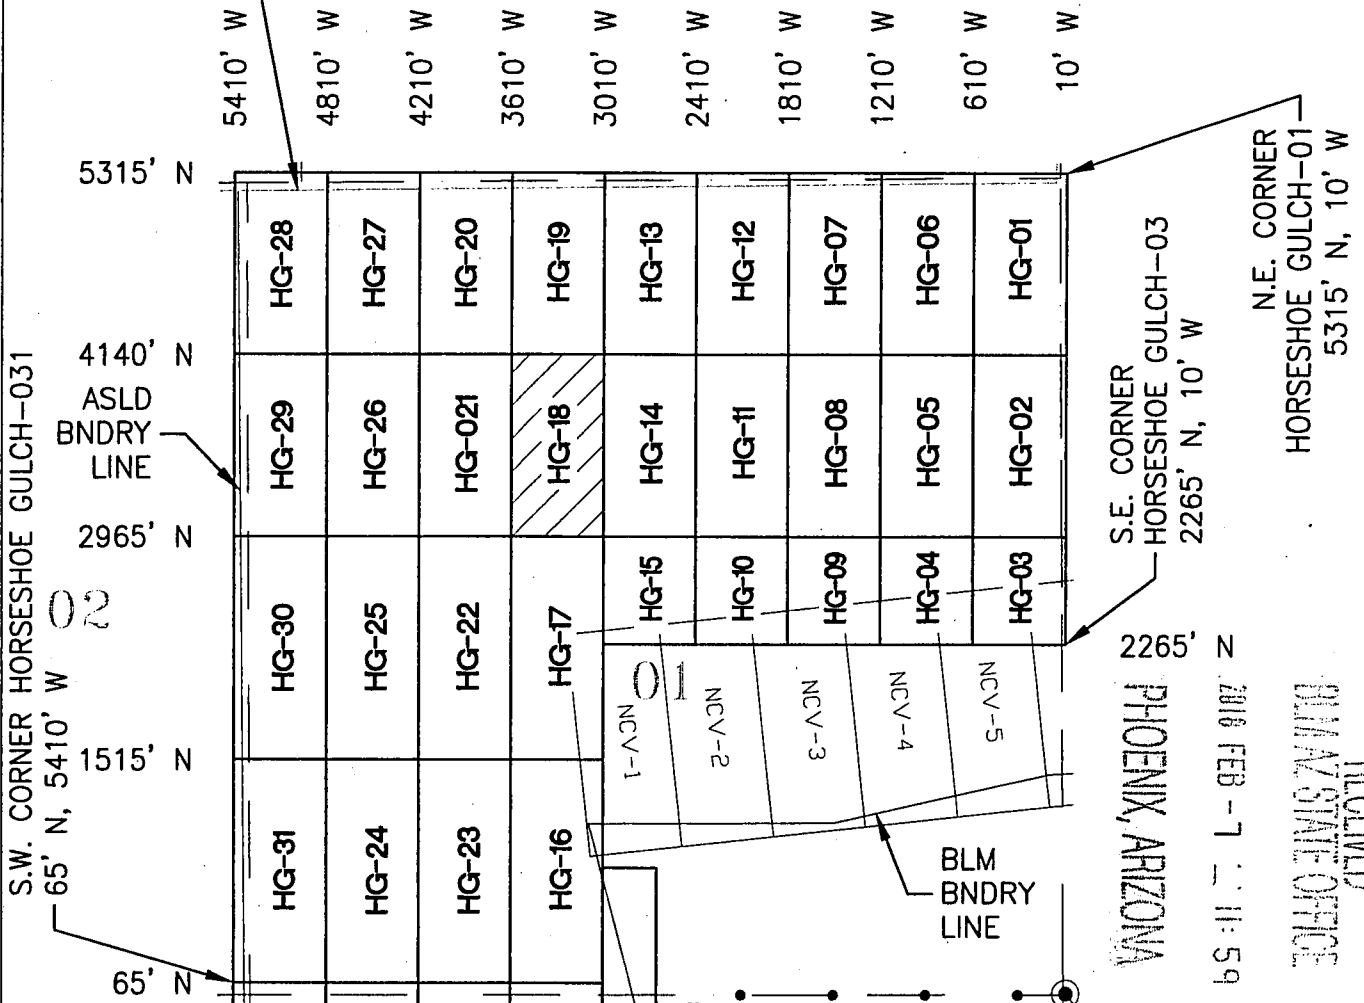 5410' W
4810' W
4210' W
3610' W
3010' W
2410' W
1810' W
1210' W
610' W
10' W
5315' N
HG-28
HG-27
HG-20
HG-19
HG-13
HG-12
HG-07
HG-06
HG-01
N.E. CORNER
HORSESHOE GULCH-01
5315' N, 10' W
4140' N
ASLD
BNDRY
LINE
HG-29
HG-26
HG-021
HG-18
HG-14
HG-11
HG-08
HG-05
HG-02
S.E. CORNER
HORSESHOE GULCH-03
2265' N, 10' W
2965' N
02
HG-30
HG-25
HG-22
HG-17
HG-15
HG-10
HG-09
HG-04
HG-03
2265' N
01
NCV-1
NCV-2
NCV-3
NCV-4
NCV-5
1515' N
HG-31
HG-24
HG-23
HG-16
BLM
BNDRY
LINE
S.W. CORNER HORSESHOE GULCH-031
65' N, 5410' W
65' N
RECEIVED
BLM AZ STATE OFFICE
FEB -7 11:59
PHOENIX, ARIZONA